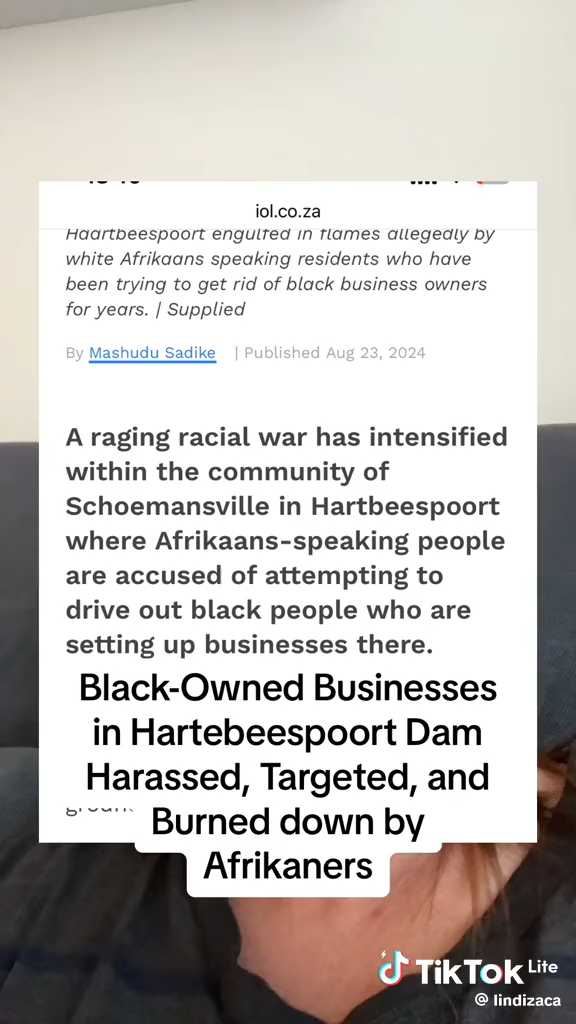 iol.co.za
Haartbeespoort engulfed in flames allegedly by
white Afrikaans speaking residents who have
been trying to get rid of black business owners
for years. | Supplied
By Mashudu Sadike | Published Aug 23, 2024
A raging racial war has intensified
within the community of
Schoemansville in Hartbeespoort
where Afrikaans-speaking people
are accused of attempting to
drive out black people who are
setting up businesses there.
Black-Owned Businesses
in Hartebeespoort Dam
Harassed, Targeted, and
Burned down by
Afrikaners
TikTok Lite
@ lindizaca